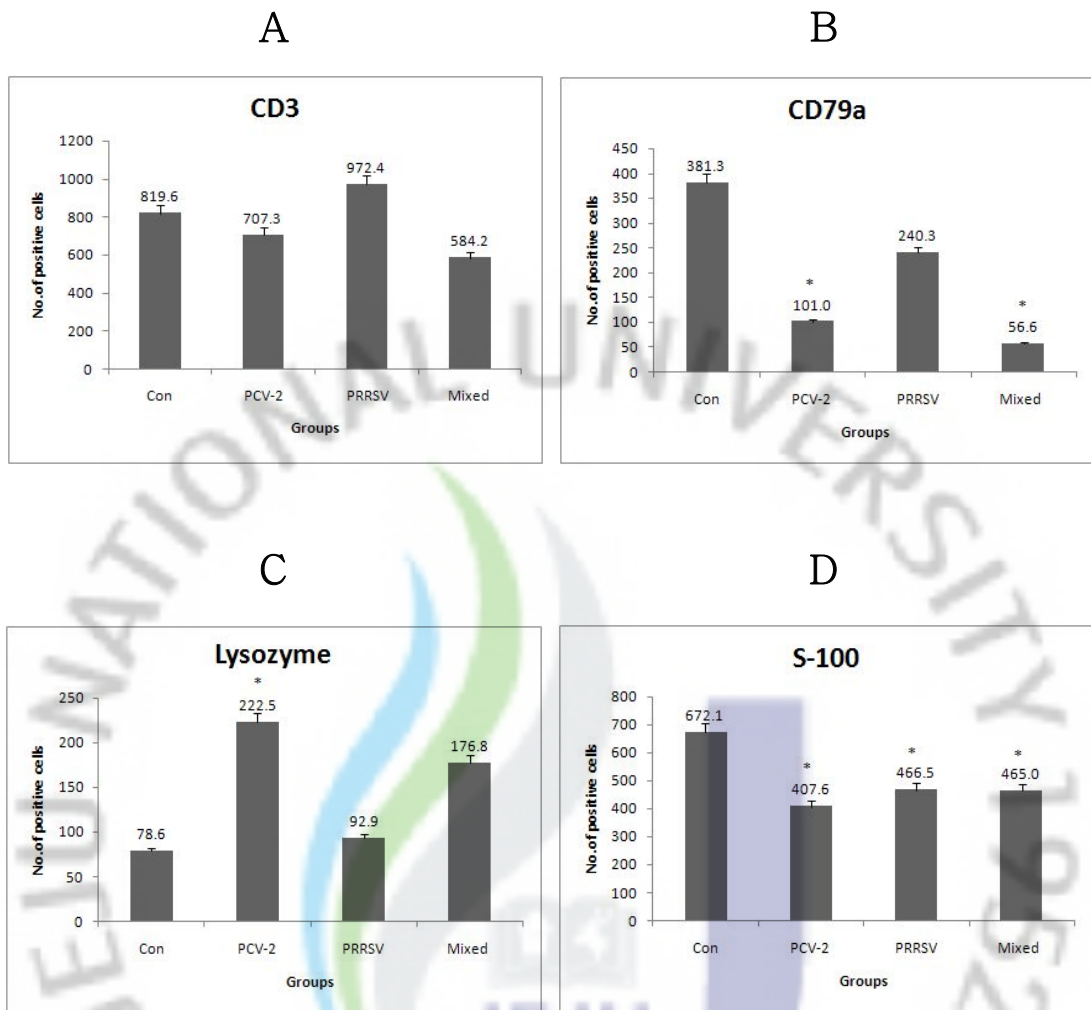 A
CD3
No.of positive cells
1200
1000
800
600
400
200
0
819.6
707.3
972.4
584.2
Con PCV-2 PRRSV Mixed
Groups
B
CD79a
No.of positive cells
450
400
350
300
250
200
150
100
50
0
381.3
*
101.0
240.3
*
56.6
Con PCV-2 PRRSV Mixed
Groups
C
Lysozyme
No.of positive cells
250
200
150
100
50
0
78.6
*
222.5
92.9
176.8
Con PCV-2 PRRSV Mixed
Groups
D
S-100
No.of positive cells
800
700
600
500
400
300
200
100
0
672.1
*
407.6
*
466.5
*
465.0
Con PCV-2 PRRSV Mixed
Groups
JEJU NATIONAL UNIVERSITY 1952